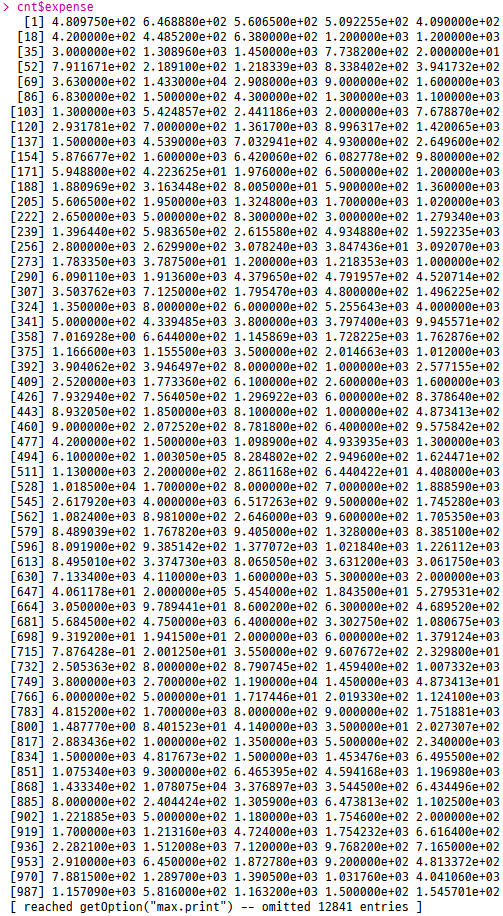 > cnt$expense
[1] 4.809750e+02 6.468880e+02 5.606500e+02 5.092255e+02 4.090000e+02
[18] 4.200000e+02 4.485200e+02 6.380000e+02 1.200000e+03 1.200000e+03
[35] 3.000000e+02 1.308960e+03 1.450000e+03 7.738200e+02 2.000000e+01
[52] 7.911671e+02 2.189100e+02 1.218339e+03 8.338402e+02 3.941732e+02
[69] 3.630000e+02 1.433000e+04 2.908000e+03 9.000000e+02 1.600000e+03
[86] 6.830000e+02 1.500000e+02 4.300000e+02 1.300000e+03 1.100000e+03
[103] 1.300000e+03 5.424857e+02 2.441186e+03 2.000000e+03 7.678870e+02
[120] 2.931781e+02 7.000000e+02 1.361700e+03 8.996317e+02 1.420065e+03
[137] 1.500000e+03 4.539000e+03 7.032941e+02 4.930000e+02 2.649600e+02
[154] 5.876677e+02 1.600000e+03 6.420060e+02 6.082778e+02 9.800000e+02
[171] 5.948800e+02 4.223625e+01 1.976000e+02 6.500000e+02 1.200000e+03
[188] 1.880969e+02 3.163448e+02 8.005000e+01 5.900000e+02 1.360000e+03
[205] 5.606500e+02 1.950000e+03 1.324800e+03 1.700000e+03 1.020000e+03
[222] 2.650000e+03 5.000000e+02 8.300000e+02 3.000000e+02 1.279340e+03
[239] 1.396440e+02 5.983650e+02 2.615580e+02 4.934880e+02 1.592235e+03
[256] 2.800000e+03 2.629900e+02 3.078240e+03 3.847436e+01 3.092070e+03
[273] 1.783350e+03 3.787500e+01 1.200000e+03 1.218353e+03 1.000000e+02
[290] 6.090110e+03 1.913600e+03 4.379650e+02 4.791957e+02 4.520714e+02
[307] 3.503762e+03 7.125000e+02 1.795470e+03 4.800000e+02 1.496225e+02
[324] 1.350000e+03 8.000000e+02 6.000000e+02 5.255643e+03 4.000000e+03
[341] 5.000000e+02 4.339485e+03 3.800000e+03 3.797400e+03 9.945571e+02
[358] 7.016928e+00 6.644000e+02 1.145869e+03 1.728225e+03 1.762876e+02
[375] 1.166600e+03 1.155500e+03 3.500000e+02 2.014663e+03 1.012000e+03
[392] 3.904062e+02 3.946497e+02 8.000000e+02 1.000000e+03 2.577155e+02
[409] 2.520000e+03 1.773360e+02 6.100000e+02 2.600000e+03 1.600000e+03
[426] 7.932940e+02 7.564050e+02 1.296922e+03 6.000000e+02 8.378640e+02
[443] 8.932050e+02 1.850000e+03 8.100000e+02 1.000000e+02 4.873413e+02
[460] 9.000000e+02 2.072520e+02 8.781800e+02 6.400000e+02 9.575842e+02
[477] 4.200000e+02 1.500000e+03 1.098900e+02 4.933935e+03 1.300000e+03
[494] 6.100000e+02 1.003050e+05 8.284802e+02 2.949600e+02 1.624471e+02
[511] 1.130000e+03 2.200000e+02 2.861168e+02 6.440422e+01 4.408000e+03
[528] 1.018500e+04 1.700000e+02 8.000000e+02 7.000000e+02 1.888590e+03
[545] 2.617920e+03 4.000000e+03 6.517263e+02 9.500000e+02 1.745280e+03
[562] 1.082400e+03 8.981000e+02 2.646000e+03 9.600000e+02 1.705350e+03
[579] 8.489039e+02 1.767820e+03 9.405000e+02 1.328000e+03 8.385100e+02
[596] 8.091900e+02 9.385142e+02 1.377072e+03 1.021840e+03 1.226112e+03
[613] 8.495010e+02 3.374730e+03 8.065050e+02 3.631200e+03 3.061750e+03
[630] 7.133400e+03 4.110000e+03 1.600000e+03 5.300000e+03 2.000000e+03
[647] 4.061178e+01 2.000000e+05 5.454000e+02 1.843500e+01 5.279531e+02
[664] 3.050000e+03 9.789441e+01 8.600200e+02 6.300000e+02 4.689520e+02
[681] 5.684500e+02 4.750000e+03 6.400000e+02 3.302750e+02 1.080675e+03
[698] 9.319200e+01 1.941500e+01 2.000000e+03 6.000000e+02 1.379124e+03
[715] 7.876428e-01 2.001250e+01 3.550000e+02 9.607672e+02 2.329800e+01
[732] 2.505363e+02 8.000000e+02 8.790745e+02 1.459400e+02 1.007332e+03
[749] 3.800000e+03 2.700000e+02 1.190000e+04 1.450000e+03 4.873413e+01
[766] 6.000000e+02 5.000000e+01 1.717446e+01 2.019330e+02 1.124100e+03
[783] 4.815200e+02 1.700000e+03 8.000000e+02 9.000000e+02 1.751881e+03
[800] 1.487770e+00 8.401523e+01 4.140000e+03 3.500000e+01 2.027307e+02
[817] 2.883436e+02 1.000000e+02 1.350000e+03 5.500000e+02 2.340000e+03
[834] 1.500000e+03 4.817673e+02 1.500000e+03 1.453476e+03 6.495500e+02
[851] 1.075340e+03 9.300000e+02 6.465395e+02 4.594168e+03 1.196980e+03
[868] 1.433340e+02 1.078075e+04 3.376897e+03 3.544500e+02 6.434496e+02
[885] 8.000000e+02 2.404424e+02 1.305900e+03 6.473813e+02 1.102500e+03
[902] 1.221885e+03 5.000000e+02 1.180000e+03 1.754600e+02 2.000000e+02
[919] 1.700000e+03 1.213160e+03 4.724000e+03 1.754232e+03 6.616400e+02
[936] 2.282100e+03 1.512008e+03 7.120000e+03 9.768200e+02 7.165000e+02
[953] 2.910000e+03 6.450000e+02 1.872780e+03 9.200000e+02 4.813372e+02
[970] 7.881500e+02 1.289700e+03 1.390500e+03 1.031760e+03 4.041060e+03
[987] 1.157090e+03 5.816000e+02 1.163200e+03 1.500000e+02 1.545701e+02
[ reached getOption("max.print") -- omitted 12841 entries ]